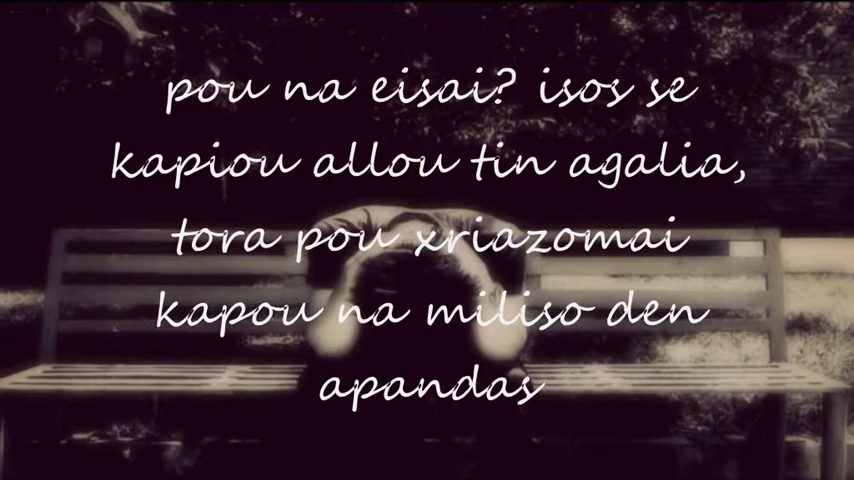 pou na eisai? isos se
kapiou allou tin agalia,
tora pou xriazomai
kapou na miliso den
apandas